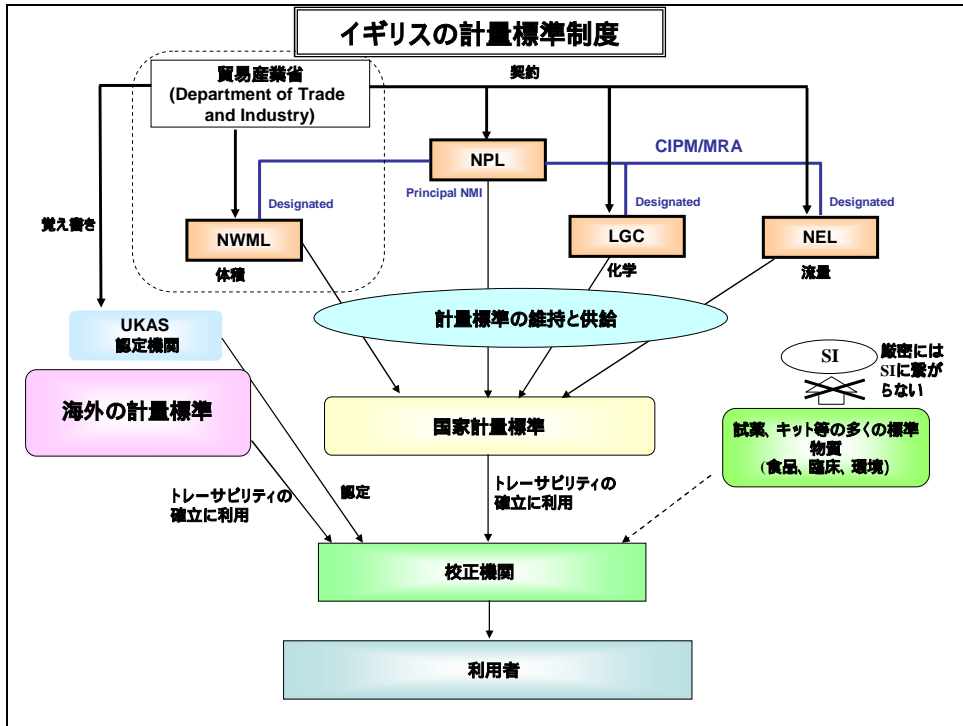 イギリスの計量標準制度
貿易産業省
(Department of Trade
and Industry)
契約
NPL
CIPM/MRA
Principal NMI
Designated
Designated
Designated
覚え書き
NWML
LGC
NEL
体積
化学
流量
計量標準の維持と供給
UKAS
認定機関
SI
厳密には
SIに繋が
らない
海外の計量標準
国家計量標準
試薬、キット等の多くの標準
物質
(食品、臨床、環境)
トレーサビリティの
確立に利用
認定
トレーサビリティの
確立に利用
校正機関
利用者